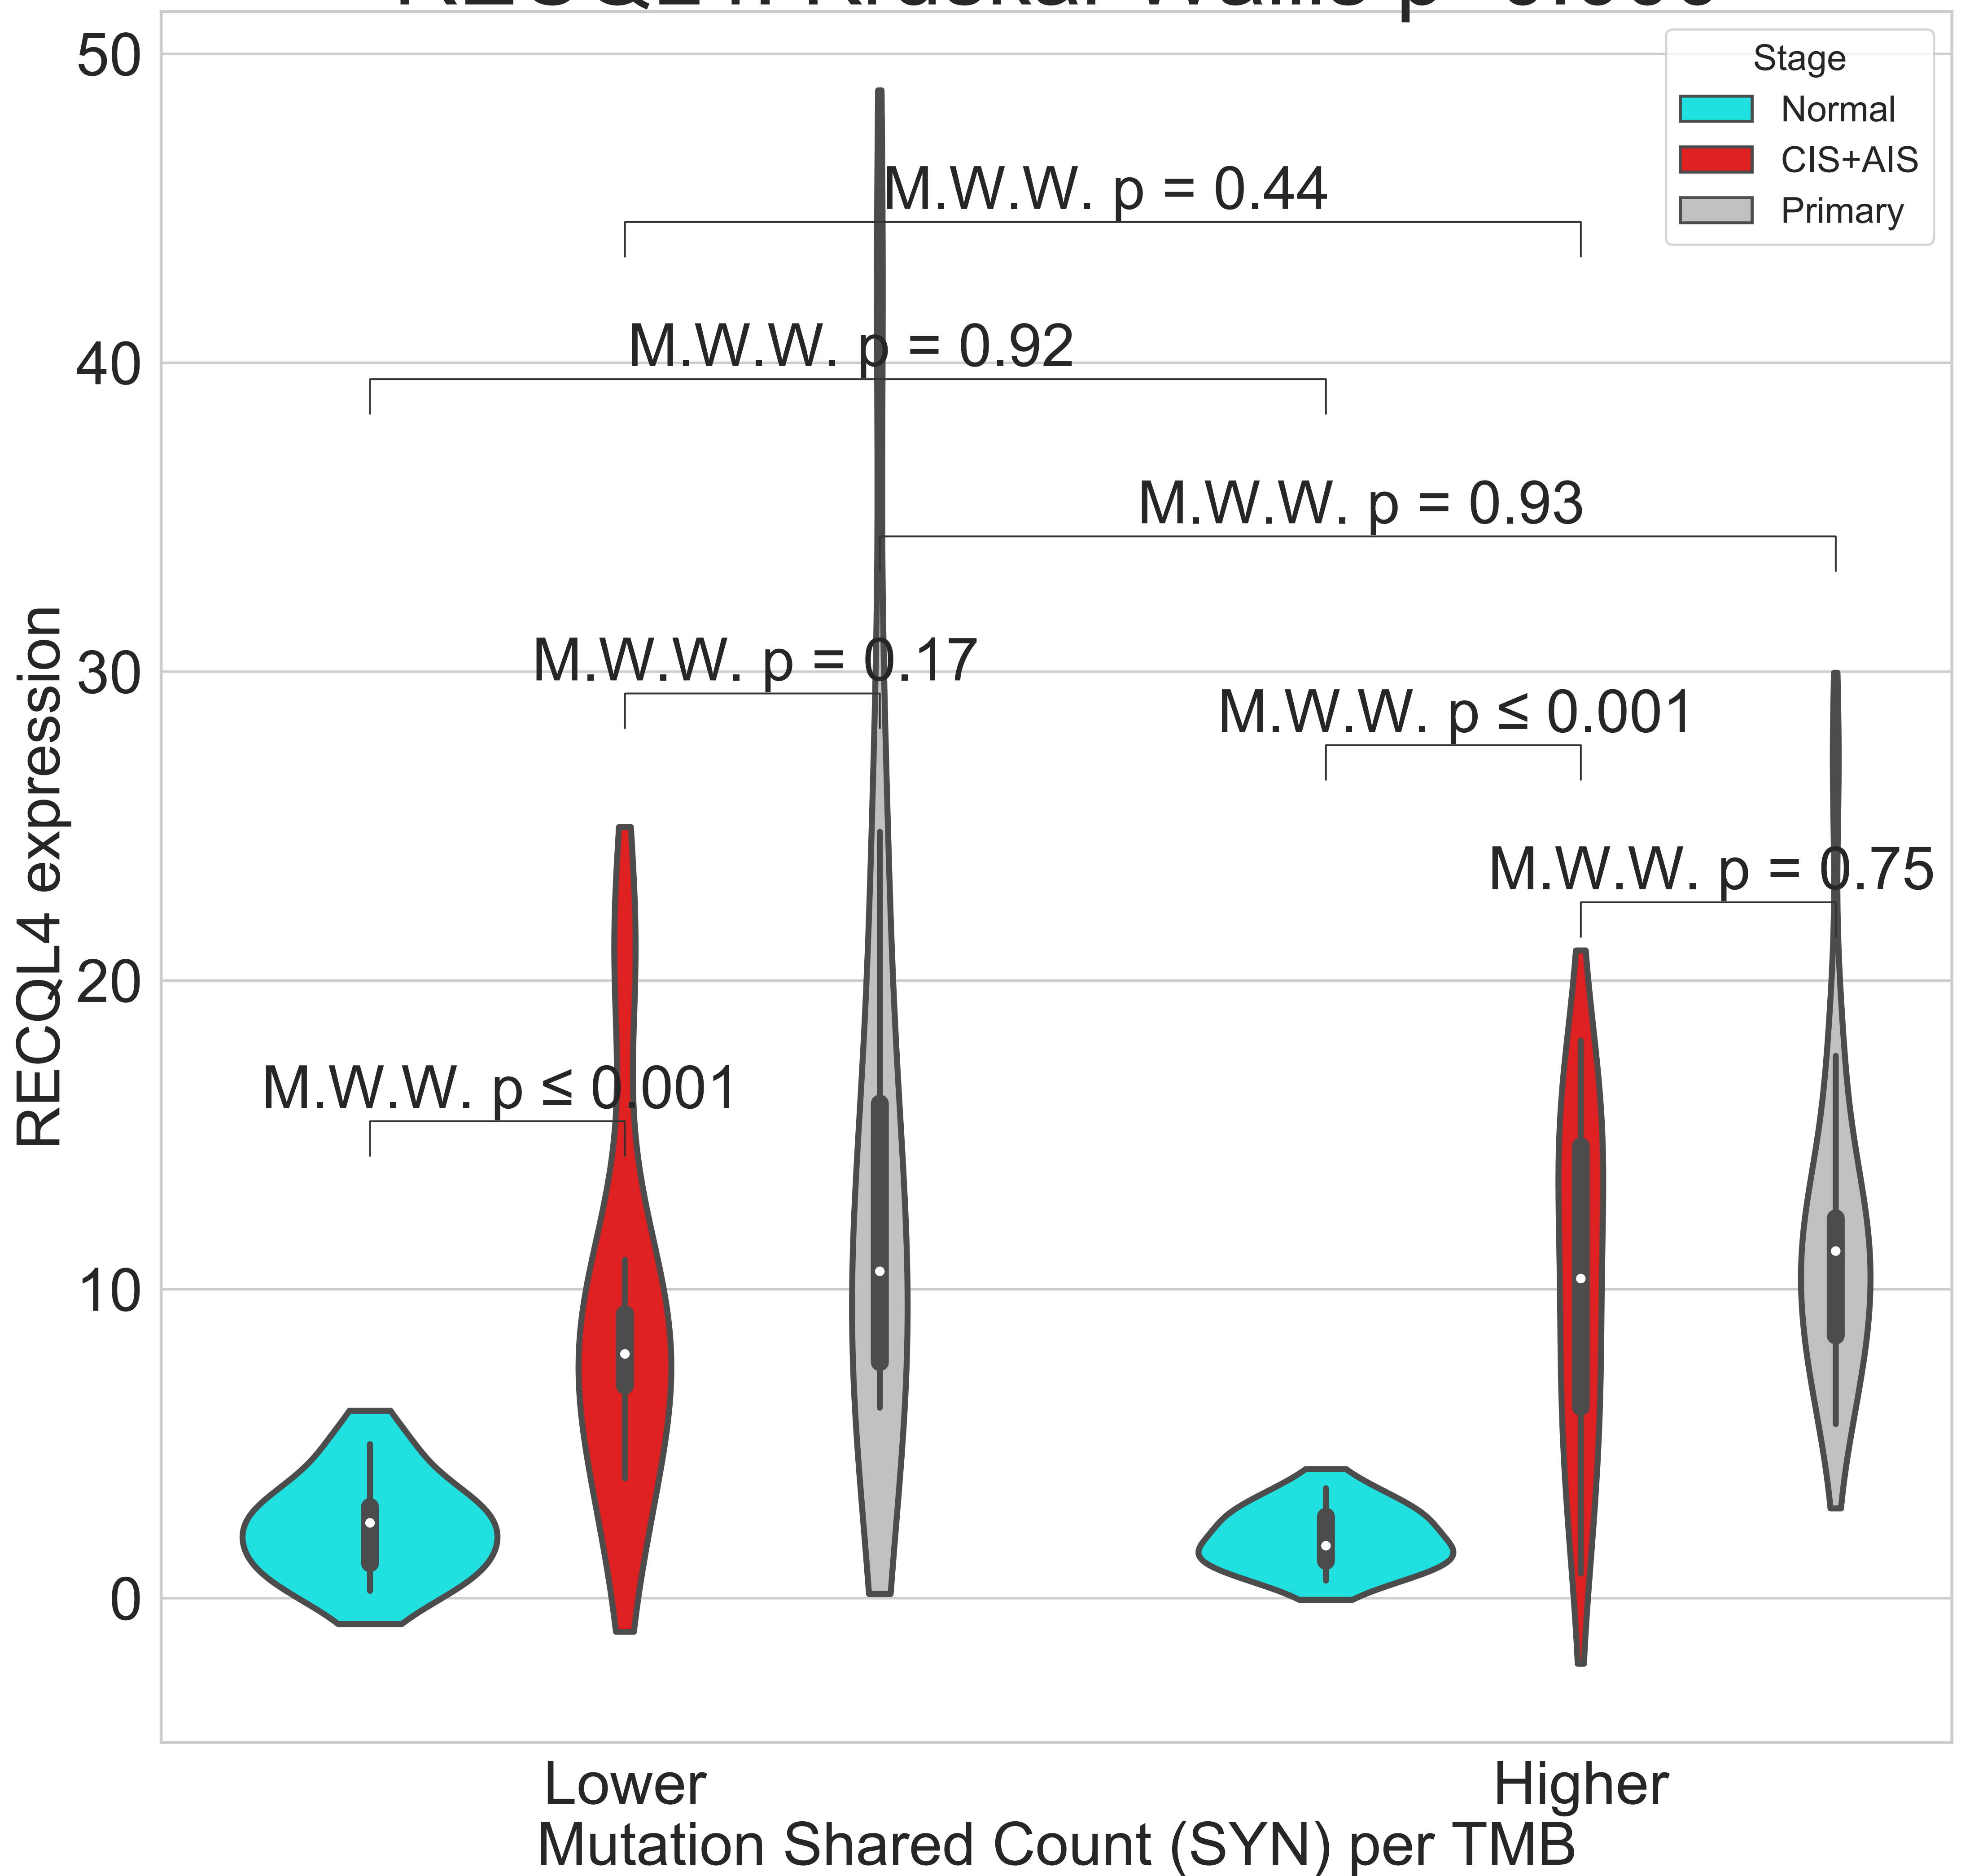 50
Stage
Normal
CIS+AIS
Primary
M.W.W. p = 0.44
M.W.W. p = 0.92
40
M.W.W. p = 0.93
M.W.W. p = 0.17
30
M.W.W. p ≤ 0.001
M.W.W. p = 0.75
20
M.W.W. p ≤ 0.001
10
0
RECQL4 expression
Lower
Higher
Mutation Shared Count (SYN) per TMB